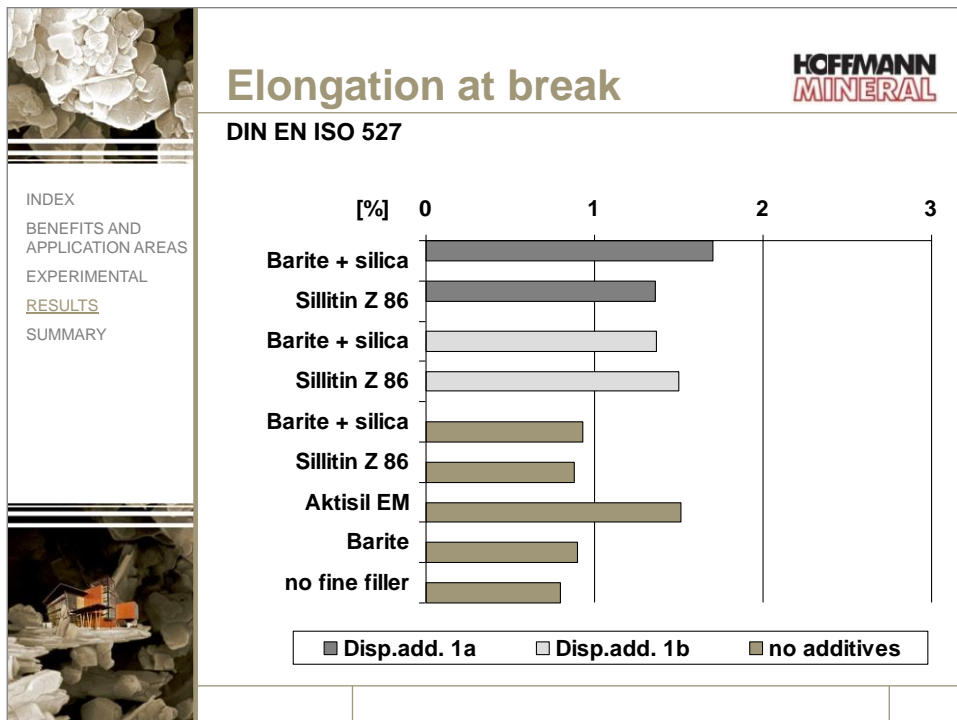 Elongation at break
HOFFMANN
MINERAL
DIN EN ISO 527
INDEX
BENEFITS AND
APPLICATION AREAS
EXPERIMENTAL
RESULTS
SUMMARY
[%] 0 1 2 3
Barite + silica
Sillitin Z 86
Barite + silica
Sillitin Z 86
Barite + silica
Sillitin Z 86
Aktisil EM
Barite
no fine filler
Disp.add. 1a Disp.add. 1b no additives